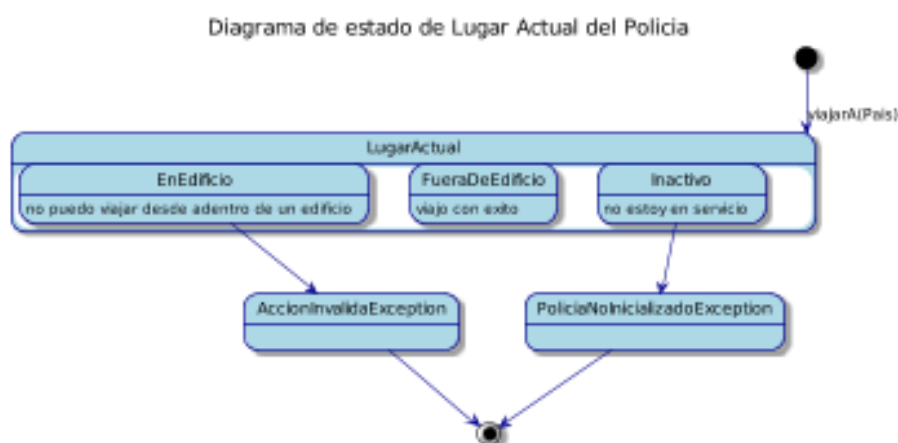 Diagrama de estado de Lugar Actual del Policia
viajarA(Pais)
LugarActual
EnEdificio
no puedo viajar desde adentro de un edificio
FueraDeEdificio
viajo con exito
Inactivo
no estoy en servicio
AccionInvalidaException
PoliciaNoInicializadoException